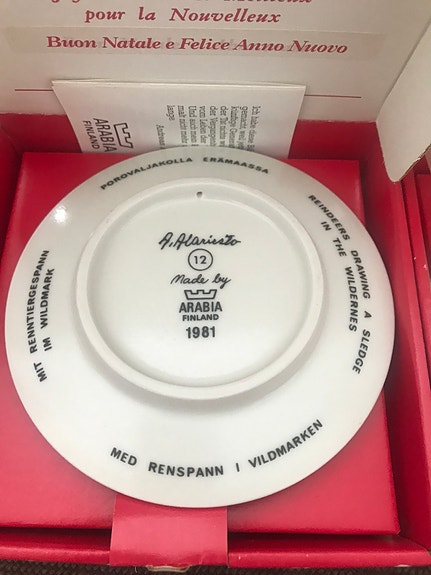 pour la Nouvelleux
Buon Natale e Felice Anno Nuovo
ARABIA
FINLAND
POROVALJAKOLLA ERÄMAASSA
REINDEERS DRAWING A SLEDGE
IN THE WILDERNES
MIT RENNTIERGESPANN
IM WILDMARK
MED RENSPANN I VILDMARKEN
A. Alariesto
12
Made by
ARABIA
FINLAND
1981